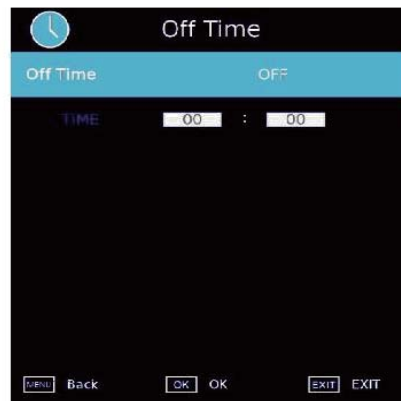 Off Time
Off Time OFF
TIME 00 : 00
MENU Back OK OK EXIT EXIT